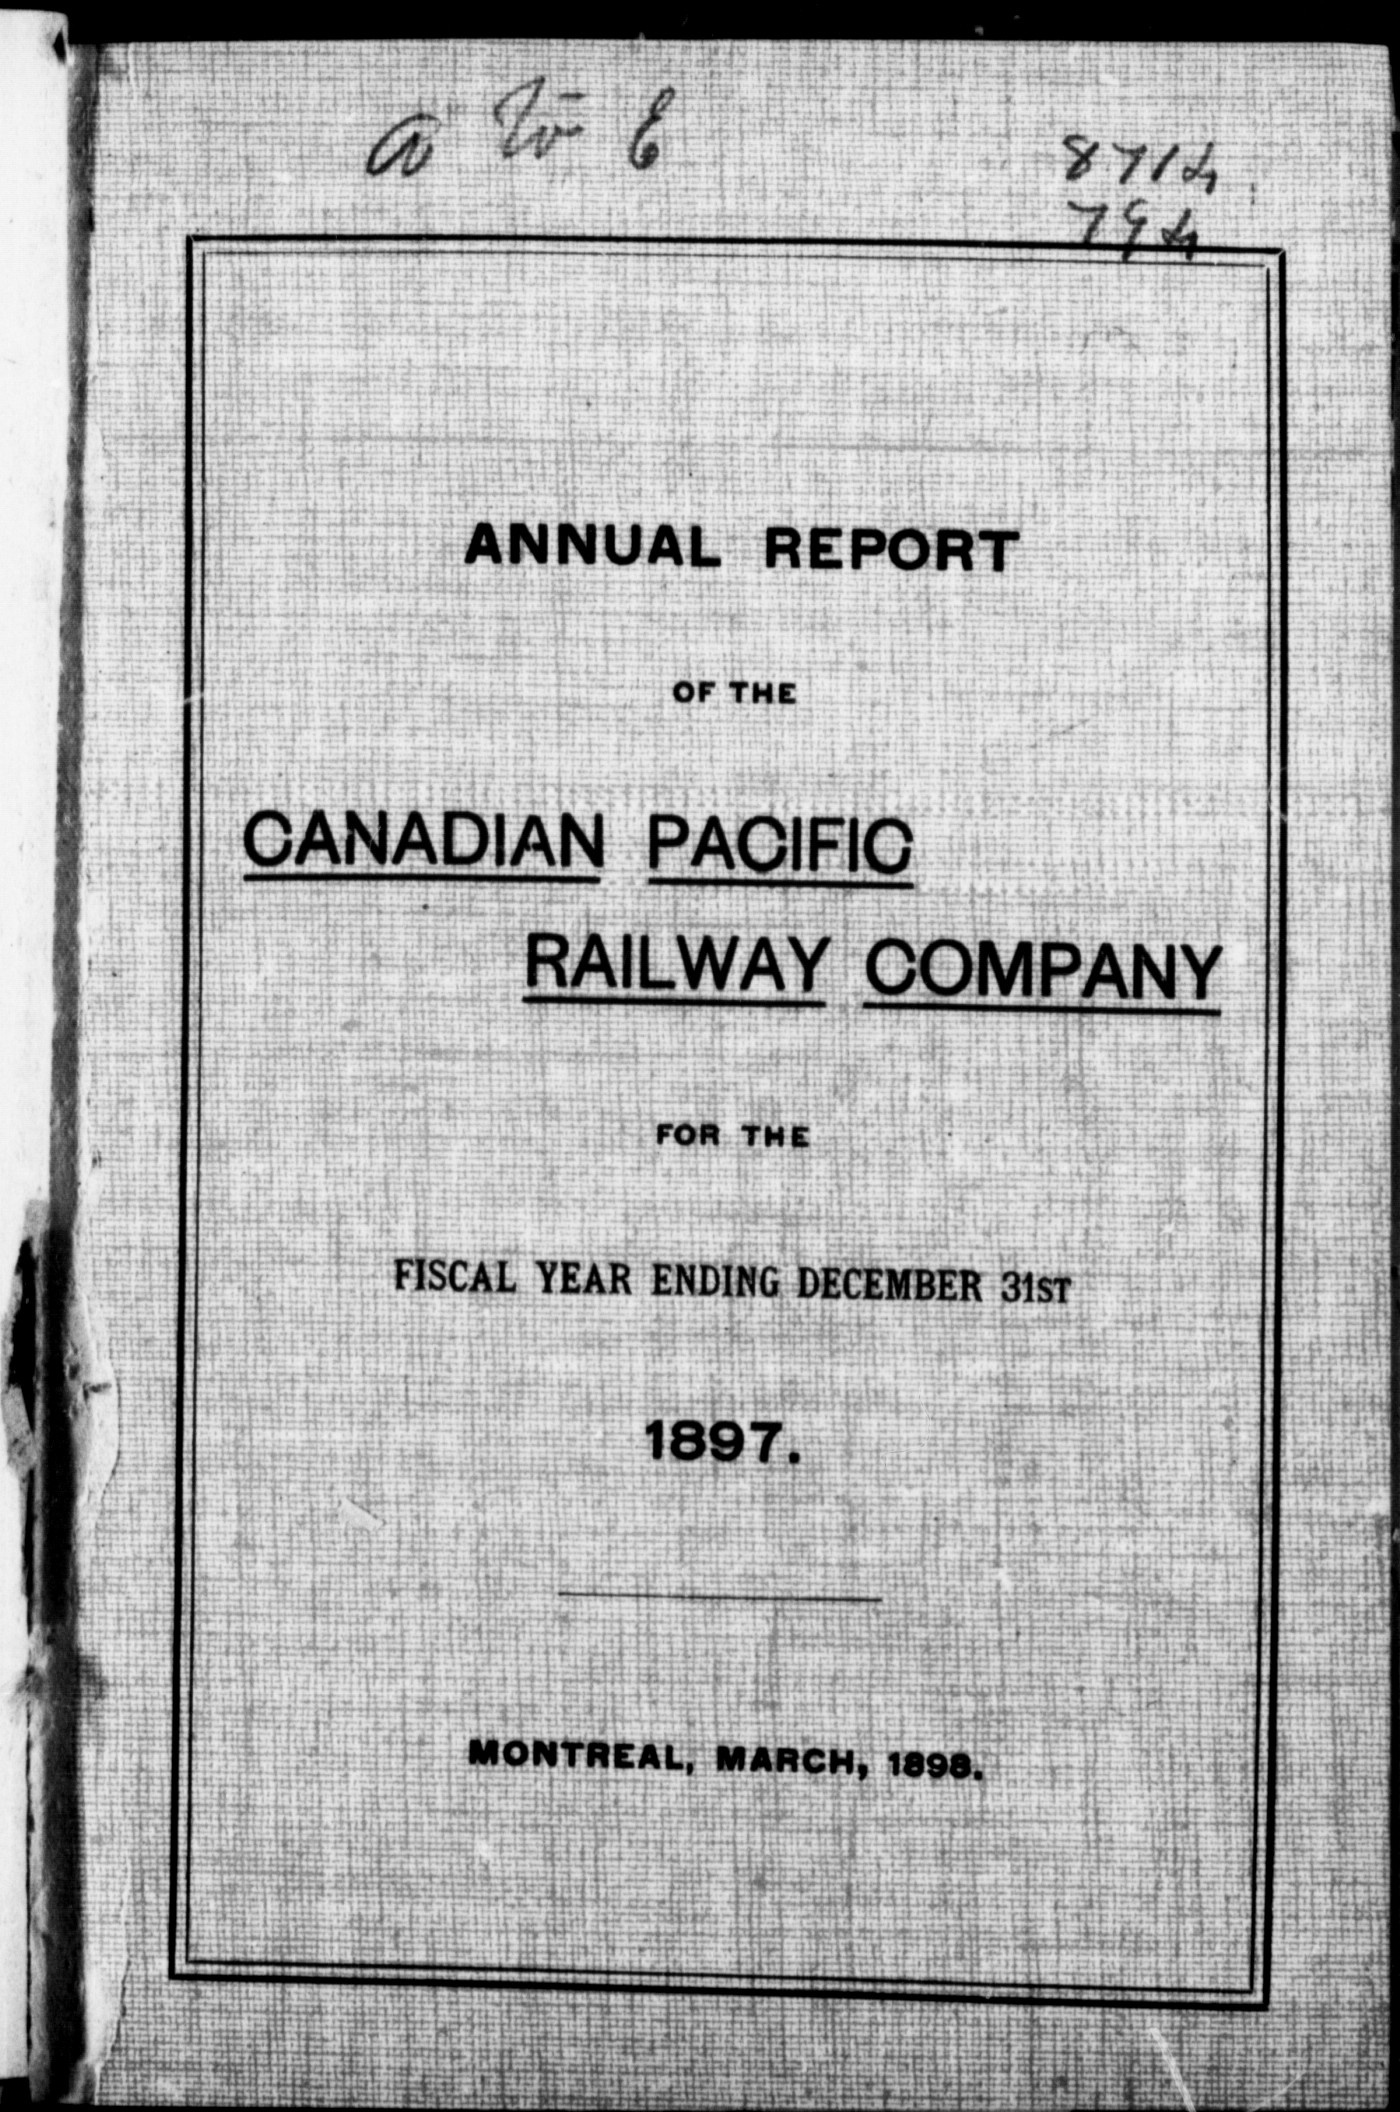 ANNUAL REPORT
OF THE
CANADIAN PACIFIC
RAILWAY COMPANY
FOR THE
FISCAL YEAR ENDING DECEMBER 31ST
1897.
MONTREAL, MARCH, 1898.